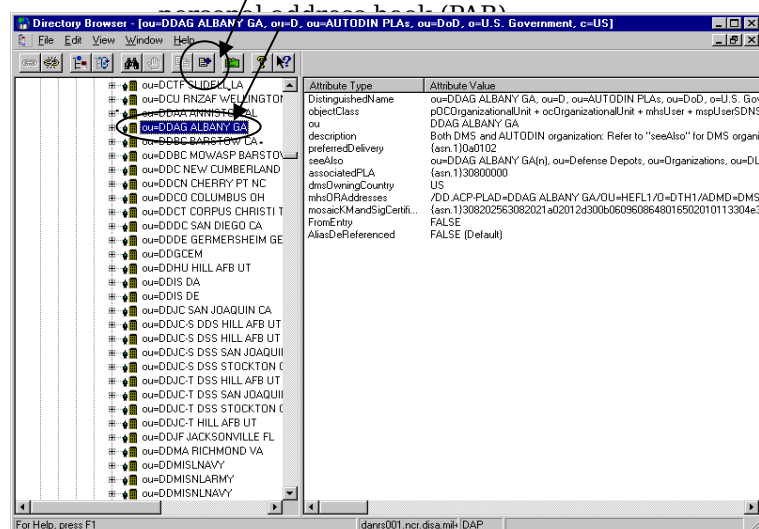 personal address book (PAB)
Directory Browser - [ou=DDAG ALBANY GA, ou=D, ou=AUTODIN PLAs, ou=DoD, o=U.S. Government, c=US]
File Edit View Window Help
Attribute Type Attribute Value
ou=DCTF SLIDELL LA
ou=DCU RNZAF WELLINGTON
ou=DDAA ANNISTON AL
ou=DDAG ALBANY GA
ou=DDBC BARSTOW CA
ou=DDBC MOWASP BARSTOW
ou=DDC NEW CUMBERLAND
ou=DDCN CHERRY PT NC
ou=DDCO COLUMBUS OH
ou=DDCT CORPUS CHRISTI T
ou=DDDC SAN DIEGO CA
ou=DDDE GERMERSHEIM GE
ou=DDGCEM
ou=DDHU HILL AFB UT
ou=DDIS DA
ou=DDIS DE
ou=DDJC SAN JOAQUIN CA
ou=DDJC-S DDS HILL AFB UT
ou=DDJC-S DSS HILL AFB UT
ou=DDJC-S DSS SAN JOAQUII
ou=DDJC-S DSS STOCKTON C
ou=DDJC-T DSS HILL AFB UT
ou=DDJC-T DSS SAN JOAQUII
ou=DDJC-T DSS STOCKTON C
ou=DDJC-T HILL AFB UT
ou=DDJF JACKSONVILLE FL
ou=DDMA RICHMOND VA
ou=DDMISLNAVY
ou=DDMISNLARMY
ou=DDMISNLNAVY
DistinguishedName ou=DDAG ALBANY GA, ou=D, ou=AUTODIN PLAs, ou=DoD, o=U.S. Gov
objectClass pOCOrganizationalUnit + ocOrganizationalUnit + mhsUser + mspUserSDNS
ou DDAG ALBANY GA
description Both DMS and AUTODIN organization: Refer to "seeAlso" for DMS organi
preferredDelivery {asn.1}0a0102
seeAlso ou=DDAG ALBANY GA(n), ou=Defense Depots, ou=Organizations, ou=DL
associatedPLA {asn.1}30800000
dmsOwningCountry US
mhsORAddresses /DD.ACP-PLAD=DDAG ALBANY GA/OU=HEFL1/O=DTH1/ADMD=DMS
mosaicKMandSigCertifi... {asn.1}308202563082021a02012d300b0609608648016502010113304e3
FromEntry FALSE
AliasDeReferenced FALSE (Default)
For Help, press F1 danrs001.ncr.disa.mil+ DAP